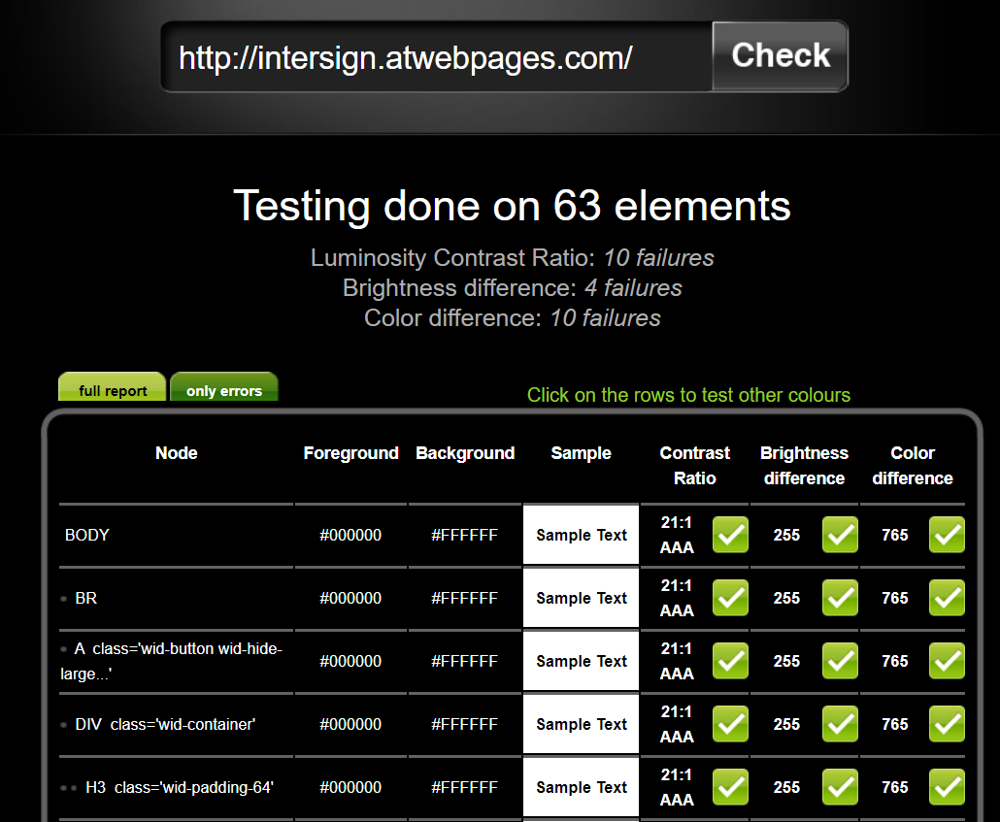 http://intersign.atwebpages.com/ Check
Testing done on 63 elements
Luminosity Contrast Ratio: 10 failures
Brightness difference: 4 failures
Color difference: 10 failures
full report only errors Click on the rows to test other colours
Node Foreground Background Sample Contrast Ratio Brightness difference Color difference
BODY #000000 #FFFFFF Sample Text 21:1 AAA 255 765
BR #000000 #FFFFFF Sample Text 21:1 AAA 255 765
A class='wid-button wid-hide-large...' #000000 #FFFFFF Sample Text 21:1 AAA 255 765
DIV class='wid-container' #000000 #FFFFFF Sample Text 21:1 AAA 255 765
H3 class='wid-padding-64' #000000 #FFFFFF Sample Text 21:1 AAA 255 765